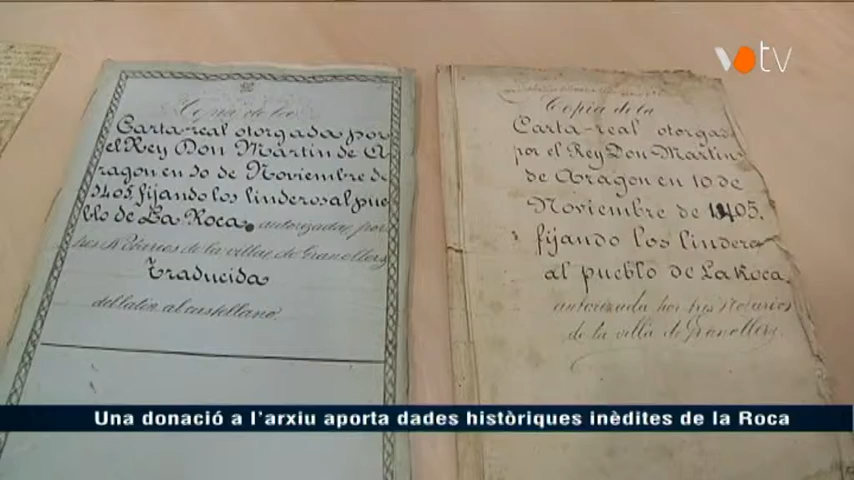 votv
Copia de la
Carta-real otorgada por
el Rey Don Martin de A-
ragon en 10 de Noviembre de
1405, fijando los linderos al pue-
blo de La Roca, autorizada por
tres Notarios de la villa de Granollers
Traducida
del latin al castellano
Copia de la
Carta-real otorgada
por el Rey Don Martin
de Aragon en 10 de
Noviembre de 1405.
fijando los linderos
al pueblo de La Roca,
autorizada por tres Notarios
de la villa de Granollers
Una donació a l'arxiu aporta dades històriques inèdites de la Roca